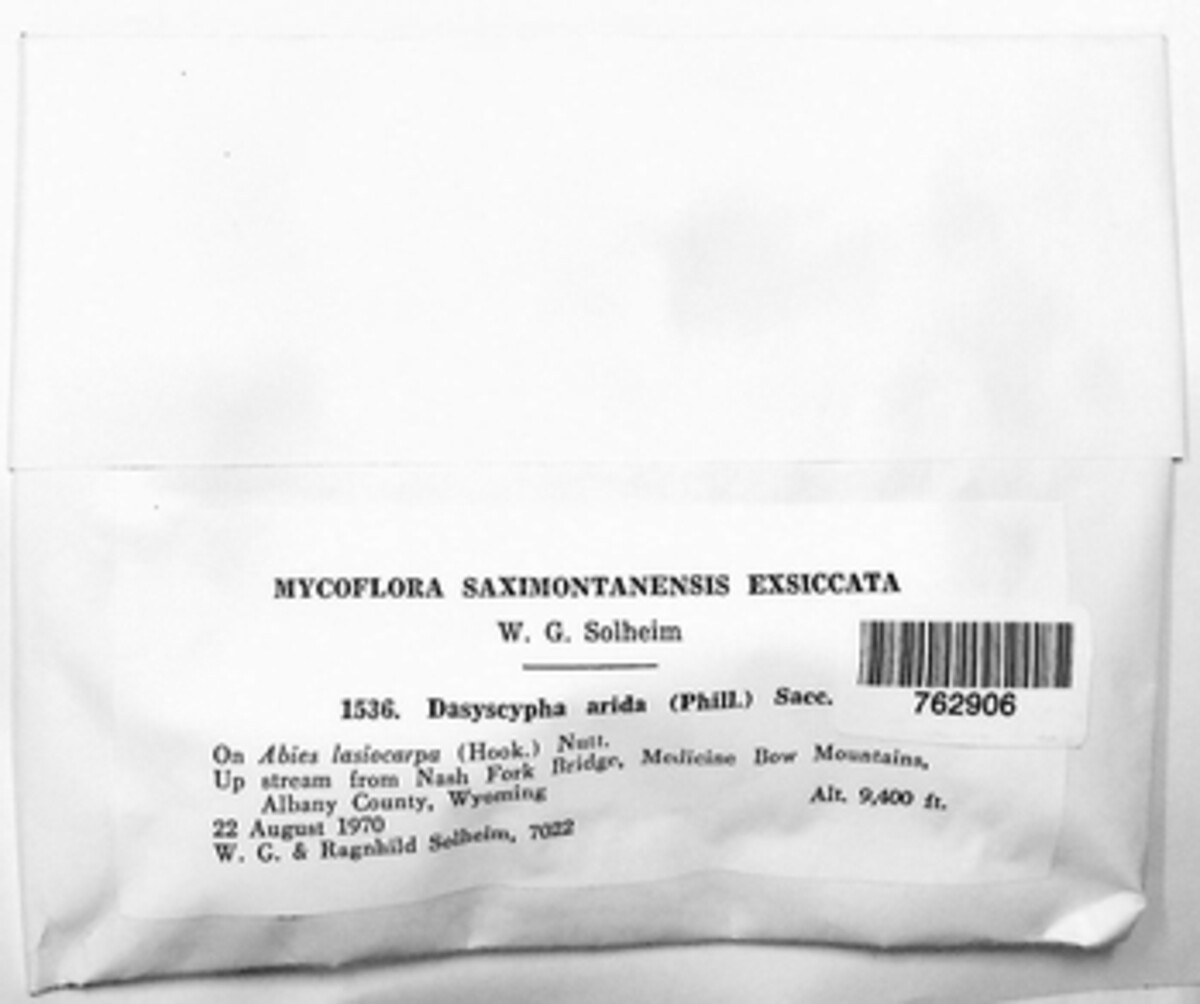 MYCOFLORA SAXIMONTANENSIS EXSICCATA
W. G. Solheim
1536. Dasyscypha arida (Phill.) Sacc.
762906
On Abies lasiocarpa (Hook.) Nutt.
Up stream from Nash Fork Bridge, Medicine Bow Mountains,
Albany County, Wyoming Alt. 9,400 ft.
22 August 1970
W. G. & Ragnhild Solheim, 7022